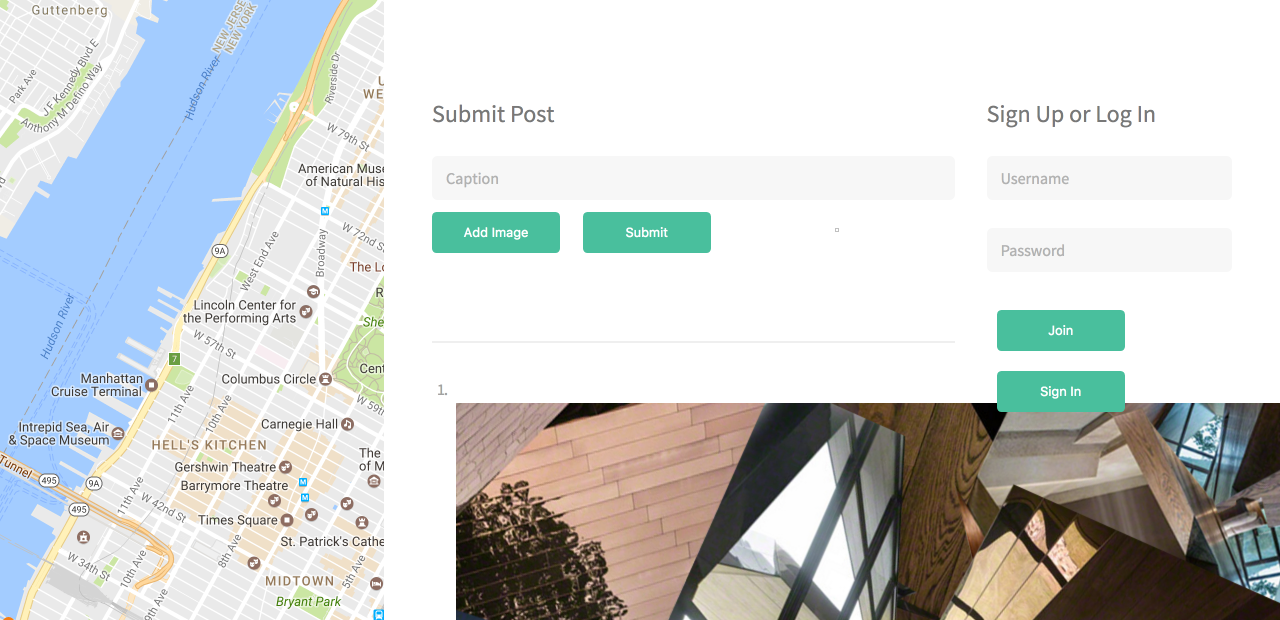 Guttenberg
NEW JERSEY
NEW YORK
Park Ave
J F Kennedy Blvd E
Anthony M Defino Way
Hudson River
Riverside Dr
WE
W 79th St
American Muse
of Natural His
M
W 72nd St
Broadway
West End Ave
9A
The Lo
Lincoln Center for
the Performing Arts
She
W 57th St
7
Cent
Manhattan
Cruise Terminal
Columbus Circle
W 59th
Hudson River
11th Ave
10th Ave
Intrepid Sea, Air
& Space Museum
Carnegie Hall
HELL'S KITCHEN
The
of M
Tunnel
Gershwin Theatre
495
9A
Barrymore Theatre
M
M
11th Ave
W 42nd St
495
Times Square
St. Patrick's Cathe
8th Ave
W 34th St
10th Ave
MIDTOWN
5th Ave
9th Ave
Bryant Park
Submit Post
Caption
Add Image
Submit
1.
Sign Up or Log In
Username
Password
Join
Sign In